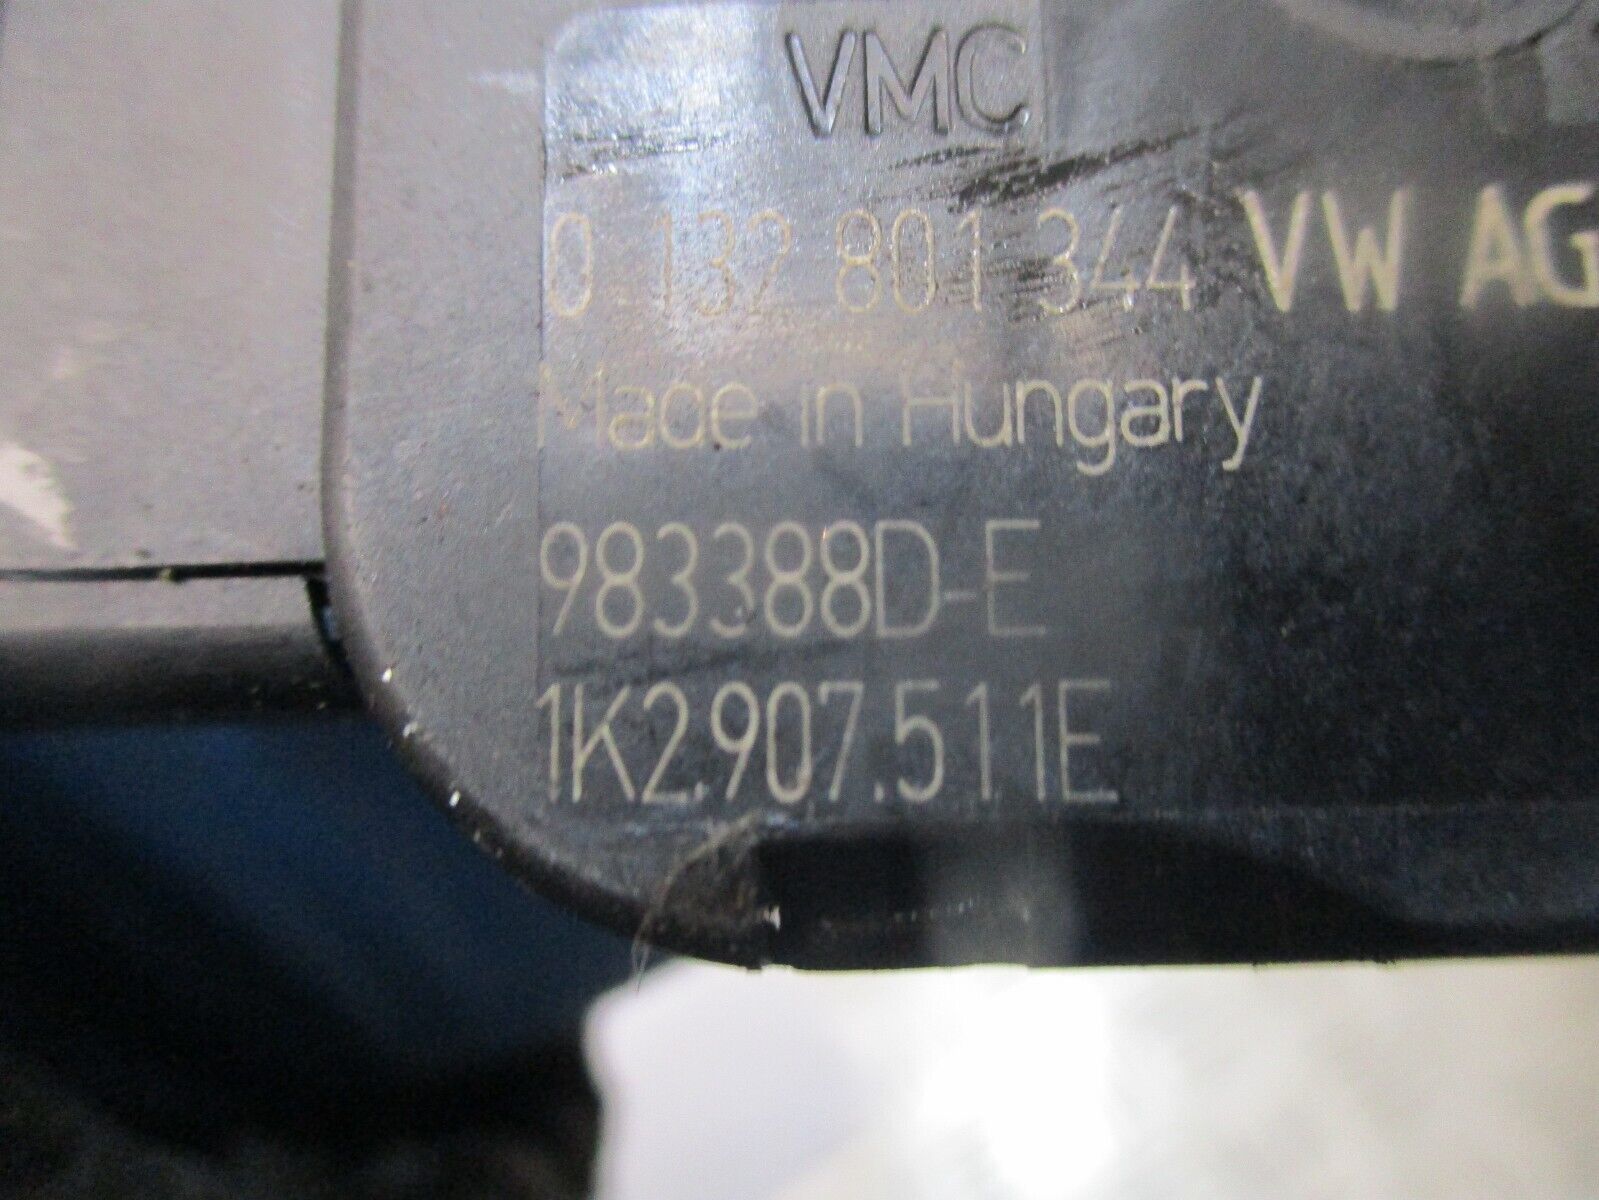 VMC
0 132 801 344 VW AG
Made in Hungary
983388D-E
1K2.907.511E